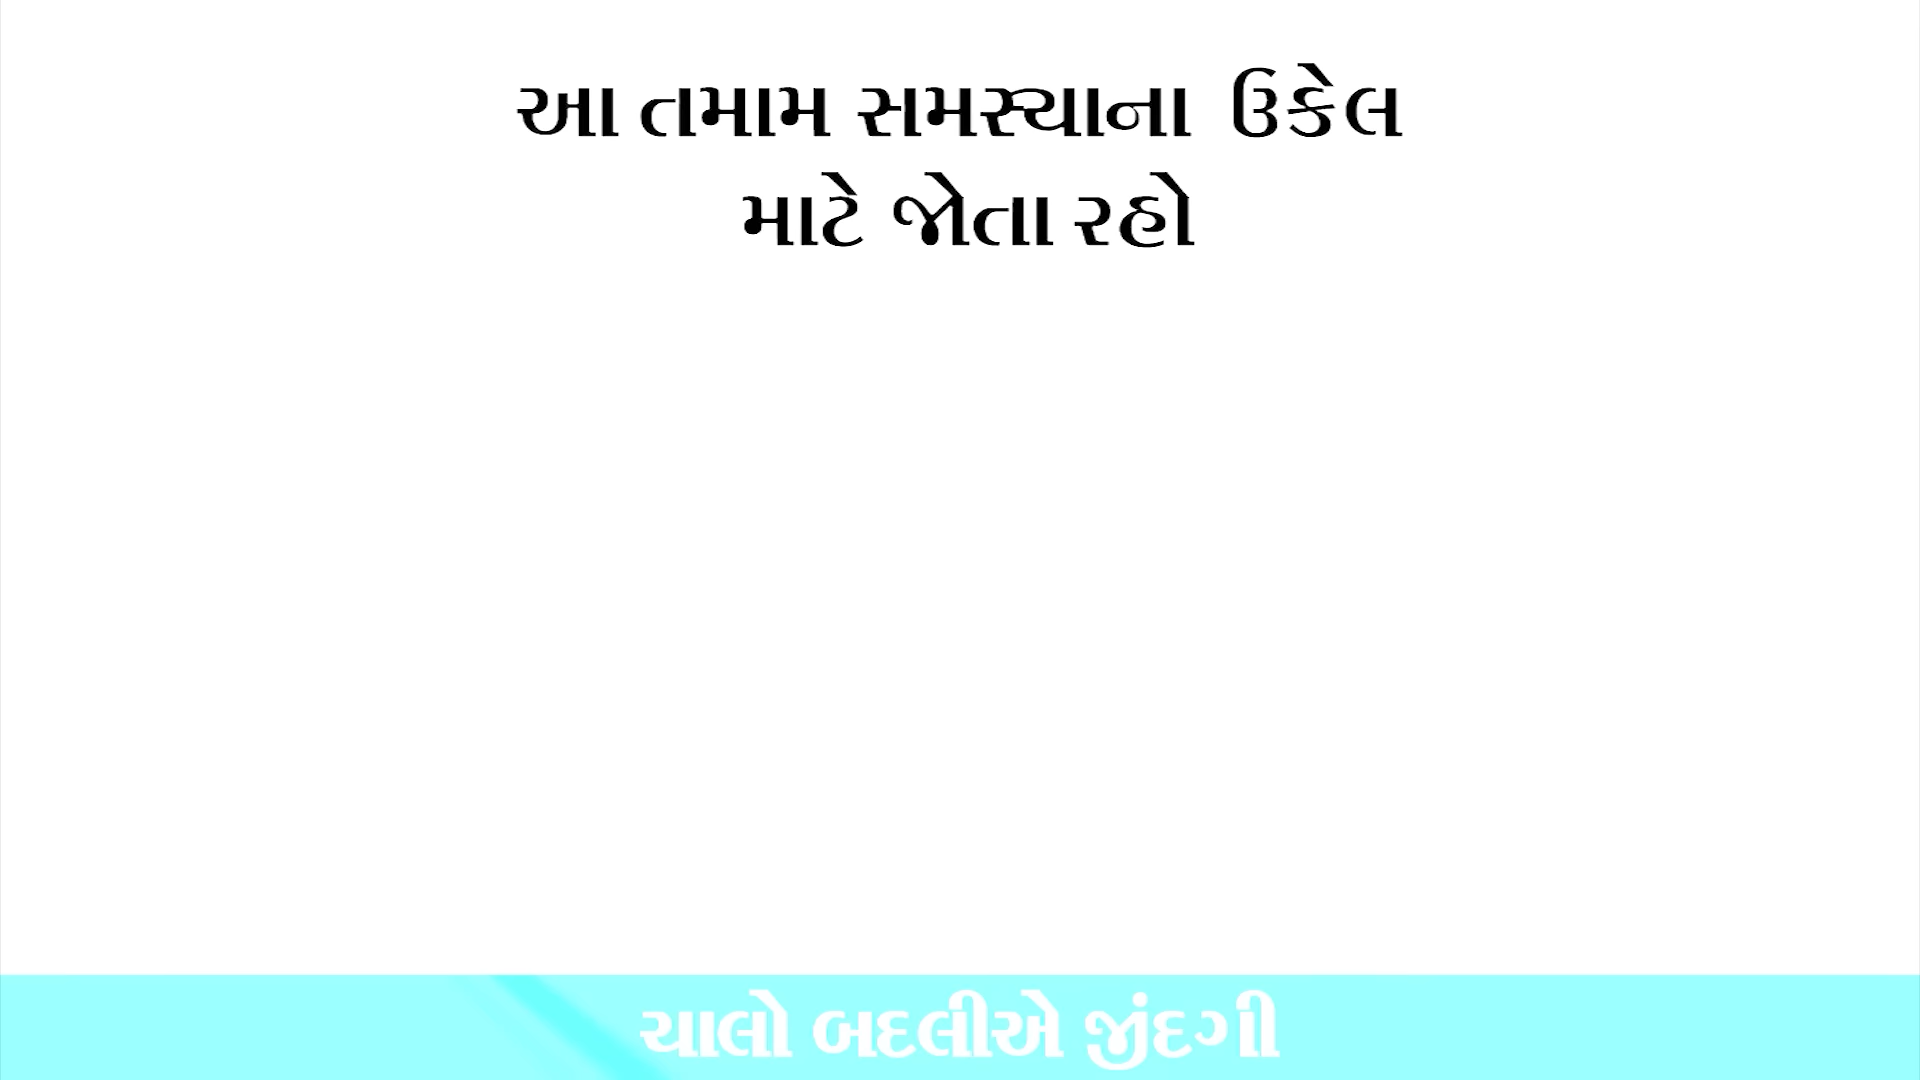 આ તમામ સમસ્યાના ઉકેલ
માટે જોતા રહો
ચાલો બદલીએ જીંદગી